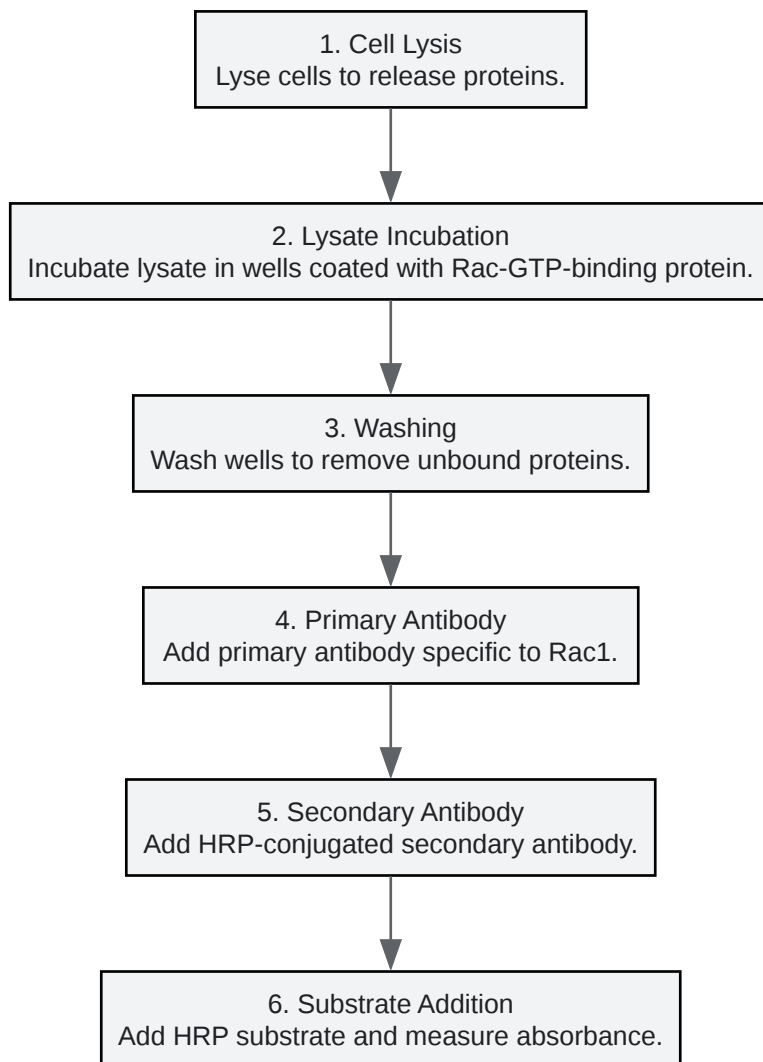 1. Cell Lysis
Lyse cells to release proteins.
2. Lysate Incubation
Incubate lysate in wells coated with Rac-GTP-binding protein.
3. Washing
Wash wells to remove unbound proteins.
4. Primary Antibody
Add primary antibody specific to Rac1.
5. Secondary Antibody
Add HRP-conjugated secondary antibody.
6. Substrate Addition
Add HRP substrate and measure absorbance.